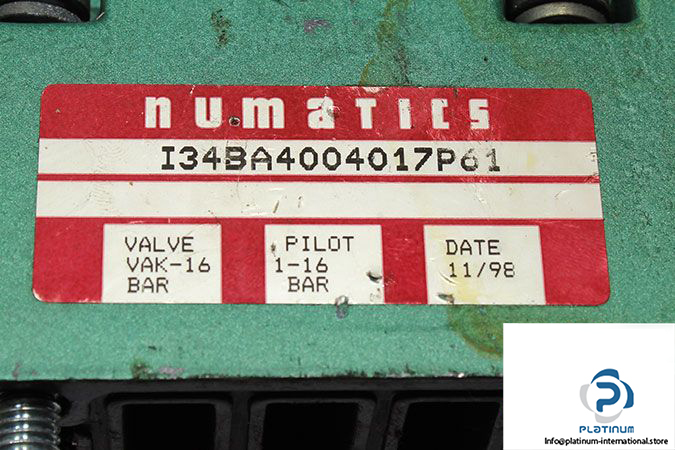 numatics
I34BA4004017P61
VALVE
VAK-16
BAR
PILOT
1-16
BAR
DATE
11/98
PLATINUM
Info@platinum-international.store